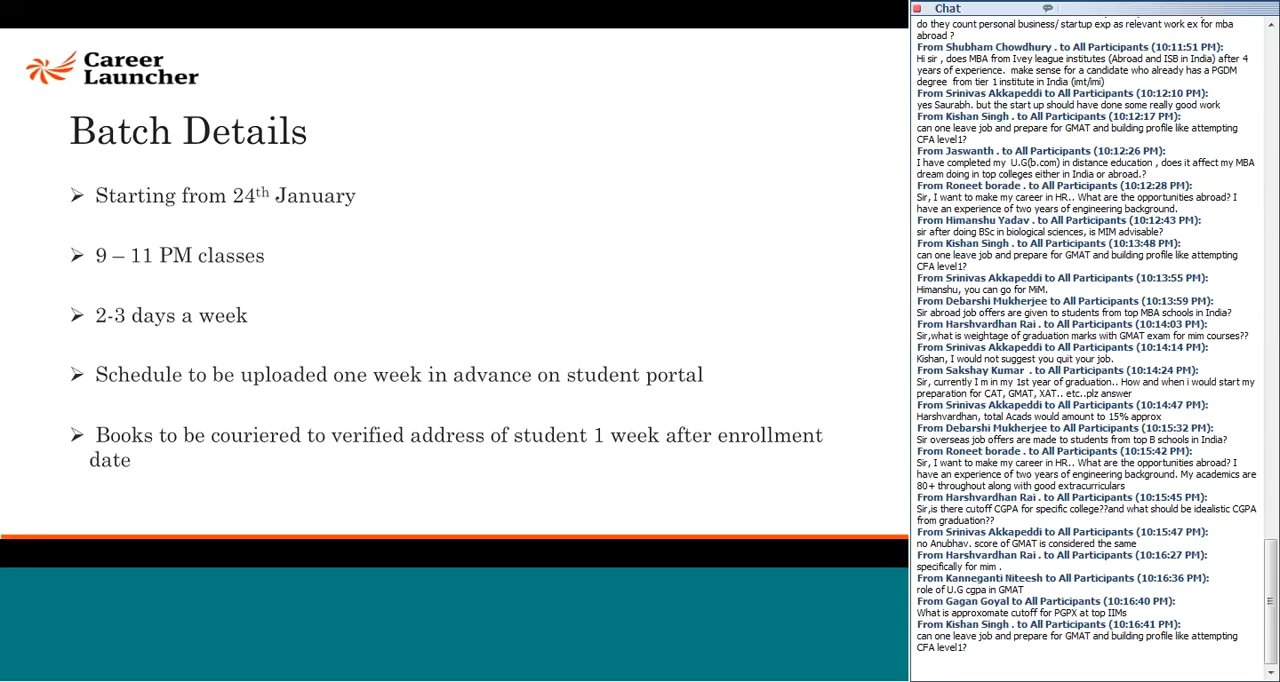 Career
Launcher
Batch Details
➢ Starting from 24th January
➢ 9 – 11 PM classes
➢ 2-3 days a week
➢ Schedule to be uploaded one week in advance on student portal
➢ Books to be couriered to verified address of student 1 week after enrollment
date
Chat
do they count personal business/ startup exp as relevant work ex for mba
abroad ?
From Shubham Chowdhury . to All Participants (10:11:51 PM):
Hi sir , does MBA from Ivey league institutes (Abroad and ISB in India) after 4
years of experience. make sense for a candidate who already has a PGDM
degree from tier 1 institute in India (imt/imi)
From Srinivas Akkapeddi to All Participants (10:12:10 PM):
yes Saurabh. but the start up should have done some really good work
From Kishan Singh . to All Participants (10:12:17 PM):
can one leave job and prepare for GMAT and building profile like attempting
CFA level1?
From Jaswanth . to All Participants (10:12:26 PM):
I have completed my U.G(b.com) in distance education , does it affect my MBA
dream doing in top colleges either in India or abroad.?
From Roneet borade . to All Participants (10:12:28 PM):
Sir, I want to make my career in HR.. What are the opportunities abroad? I
have an experience of two years of engineering background.
From Himanshu Yadav . to All Participants (10:12:43 PM):
sir after doing BSc in biological sciences, is MIM advisable?
From Kishan Singh . to All Participants (10:13:48 PM):
can one leave job and prepare for GMAT and building profile like attempting
CFA level1?
From Srinivas Akkapeddi to All Participants (10:13:55 PM):
Himanshu, you can go for MiM.
From Debarshi Mukherjee to All Participants (10:13:59 PM):
Sir abroad job offers are given to students from top MBA schools in India?
From Harshvardhan Rai . to All Participants (10:14:03 PM):
Sir,what is weightage of graduation marks with GMAT exam for mim courses??
From Srinivas Akkapeddi to All Participants (10:14:14 PM):
Kishan, I would not suggest you quit your job.
From Sakshay Kumar . to All Participants (10:14:24 PM):
Sir, currently I m in my 1st year of graduation.. How and when i would start my
preparation for CAT, GMAT, XAT.. etc..plz answer
From Srinivas Akkapeddi to All Participants (10:14:47 PM):
Harshvardhan, total Acads would amount to 15% approx
From Debarshi Mukherjee to All Participants (10:15:32 PM):
Sir overseas job offers are made to students from top B schools in India?
From Roneet borade . to All Participants (10:15:42 PM):
Sir, I want to make my career in HR.. What are the opportunities abroad? I
have an experience of two years of engineering background. My academics are
80+ throughout along with good extracurriculars
From Harshvardhan Rai . to All Participants (10:15:45 PM):
Sir,is there cutoff CGPA for specific college??and what should be idealistic CGPA
from graduation??
From Srinivas Akkapeddi to All Participants (10:15:47 PM):
no Anubhav. score of GMAT is considered the same
From Harshvardhan Rai . to All Participants (10:16:27 PM):
specifically for mim .
From Kanneganti Niteesh to All Participants (10:16:36 PM):
role of U.G cgpa in GMAT
From Gagan Goyal to All Participants (10:16:40 PM):
What is approxomate cutoff for PGPX at top IIMs
From Kishan Singh . to All Participants (10:16:41 PM):
can one leave job and prepare for GMAT and building profile like attempting
CFA level1?